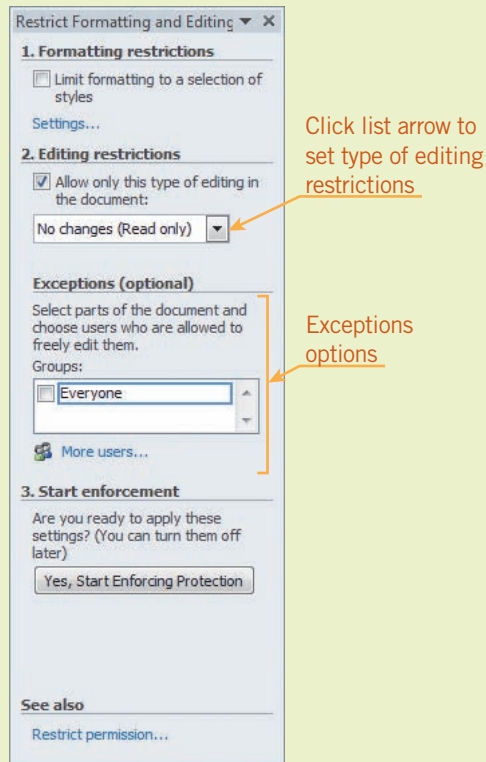 Restrict Formatting and Editing
1. Formatting restrictions
Limit formatting to a selection of
styles
Settings...
2. Editing restrictions
Allow only this type of editing in
the document:
No changes (Read only)
Exceptions (optional)
Select parts of the document and
choose users who are allowed to
freely edit them.
Groups:
Everyone
More users...
3. Start enforcement
Are you ready to apply these
settings? (You can turn them off
later)
Yes, Start Enforcing Protection
See also
Restrict permission...
Click list arrow to
set type of editing
restrictions
Exceptions
options